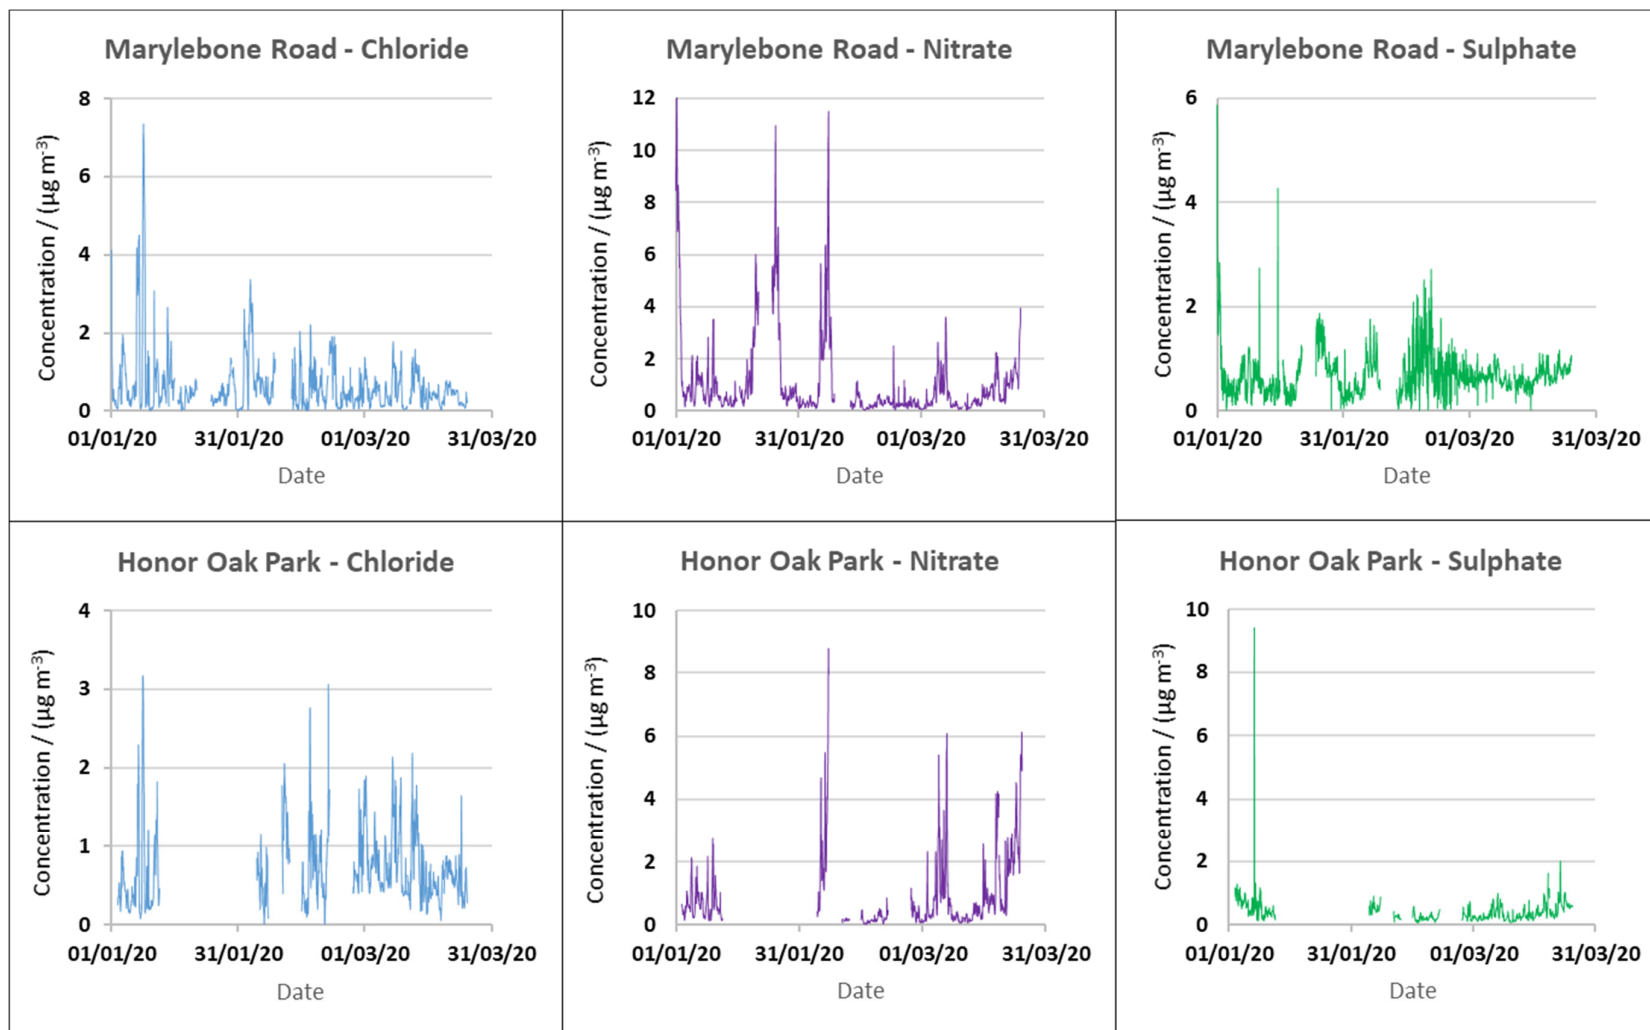 Marylebone Road - Chloride
Concentration / (µg m-3)
8
6
4
2
0
01/01/20 31/01/20 01/03/20 31/03/20
Date
Marylebone Road - Nitrate
Concentration / (µg m-3)
12
10
8
6
4
2
0
01/01/20 31/01/20 01/03/20 31/03/20
Date
Marylebone Road - Sulphate
Concentration / (µg m-3)
6
4
2
0
01/01/20 31/01/20 01/03/20 31/03/20
Date
Honor Oak Park - Chloride
Concentration / (µg m-3)
4
3
2
1
0
01/01/20 31/01/20 01/03/20 31/03/20
Date
Honor Oak Park - Nitrate
Concentration / (µg m-3)
10
8
6
4
2
0
01/01/20 31/01/20 01/03/20 31/03/20
Date
Honor Oak Park - Sulphate
Concentration / (µg m-3)
10
8
6
4
2
0
01/01/20 31/01/20 01/03/20 31/03/20
Date